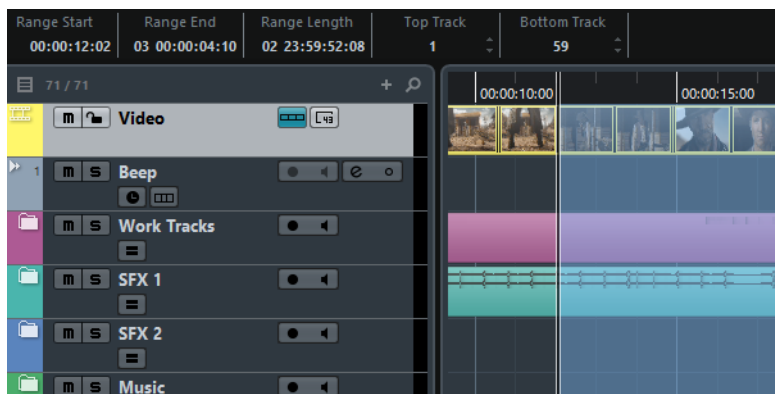 Range Start Range End Range Length Top Track Bottom Track
00:00:12:02 03 00:00:04:10 02 23:59:52:08 1 59
71 / 71
00:00:10:00 00:00:15:00
m Video 43
1 m S Beep e
m S Work Tracks
m S SFX 1
m S SFX 2
m S Music